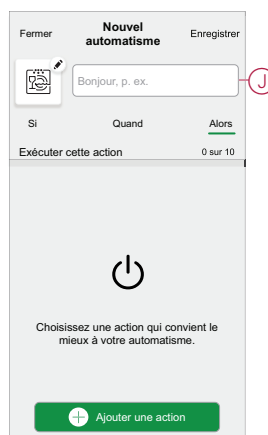 Fermer
Nouvel
automatisme
Enregistrer
Bonjour, p. ex.
J
Si
Quand
Alors
Exécuter cette action
0 sur 10
Choisissez une action qui convient le
mieux à votre automatisme.
Ajouter une action